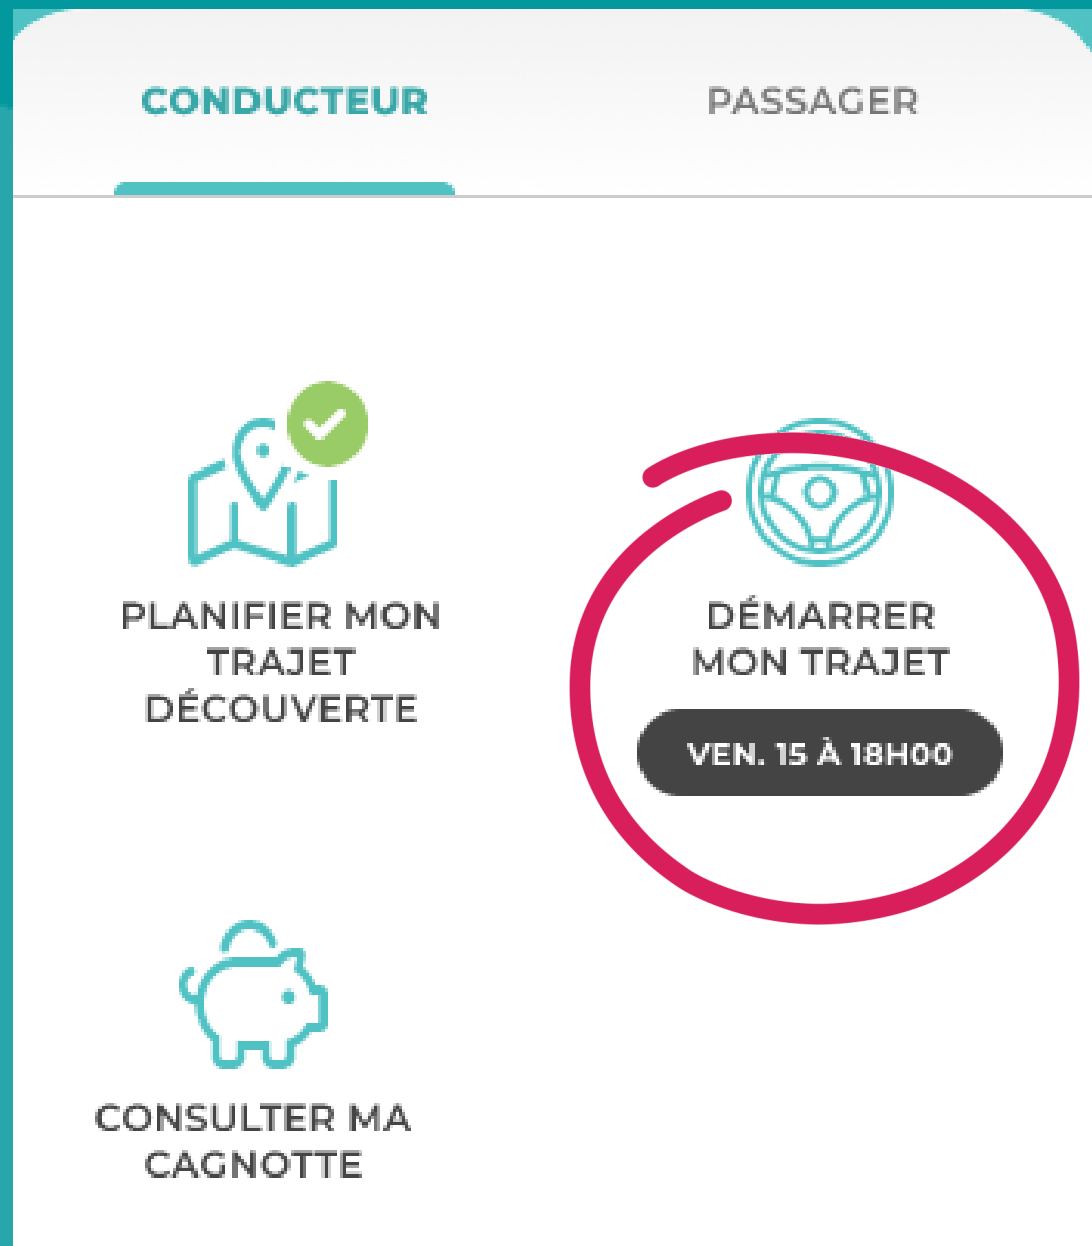 CONDUCTEUR
PASSAGER
PLANIFIER MON
TRAJET
DÉCOUVERTE
DÉMARRER
MON TRAJET
VEN. 15 À 18H00
CONSULTER MA
CAGNOTTE